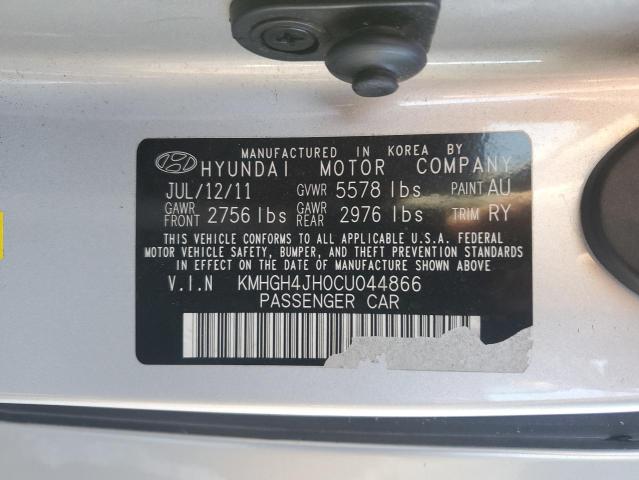 MANUFACTURED IN KOREA BY
HYUNDAI MOTOR COMPANY
JUL/12/11 GVWR 5578 lbs PAINT AU
GAWR FRONT 2756 lbs GAWR REAR 2976 lbs TRIM RY
THIS VEHICLE CONFORMS TO ALL APPLICABLE U.S.A. FEDERAL
MOTOR VEHICLE SAFETY, BUMPER, AND THEFT PREVENTION STANDARDS
IN EFFECT ON THE DATE OF MANUFACTURE SHOWN ABOVE.
V.I.N KMHGH4JH0CU044866
PASSENGER CAR